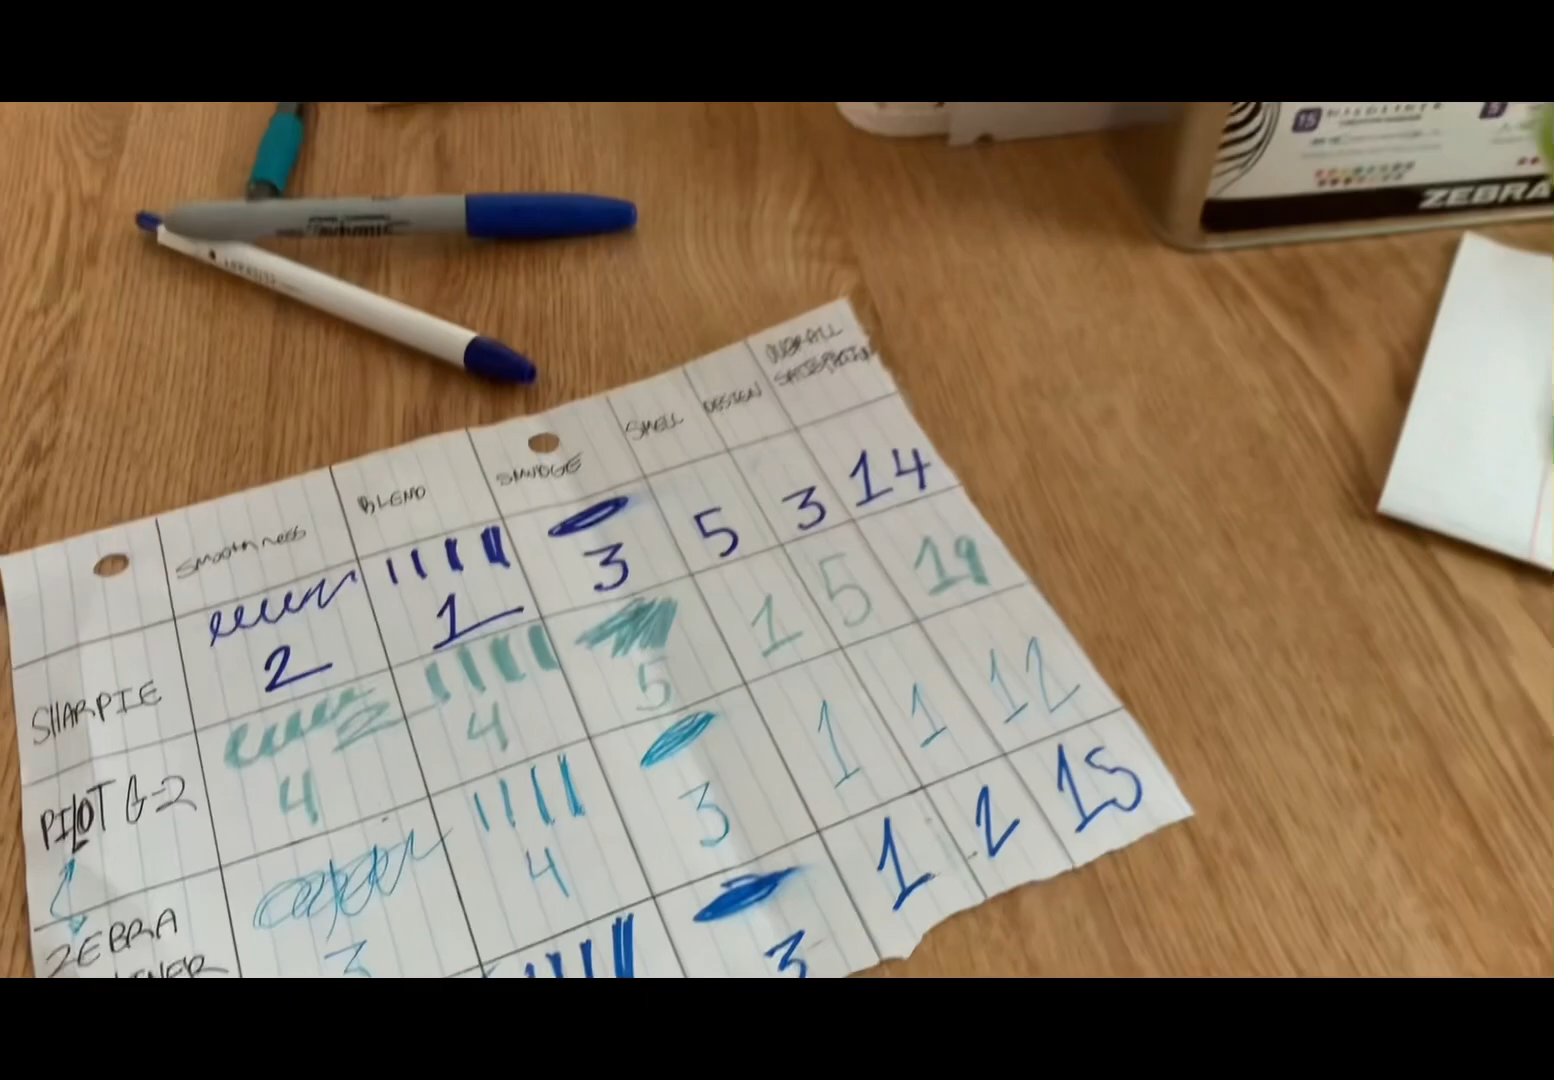 ZEBRA
OVERALL
SATISFACTION
DESIGN
SMELL
SMUDGE
BLEND
SMOOTHNESS
SHARPIE 2 1 3 5 3 14
PILOT G-2 4 4 5 1 5 19
ZEBRA 3 4 3 1 1 12
3 1 2 15